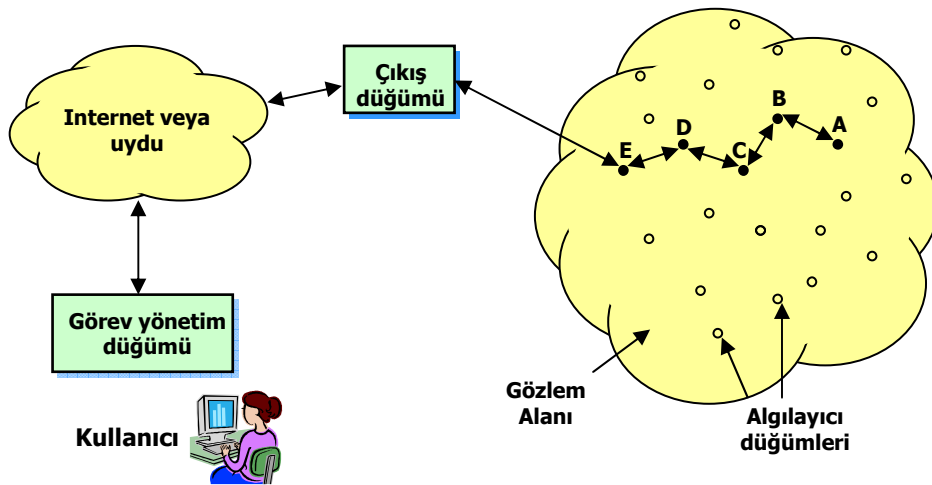 Internet veya
uydu
Çıkış
düğümü
B
A
D
E
C
Görev yönetim
düğümü
Kullanıcı
Gözlem
Alanı
Algılayıcı
düğümleri